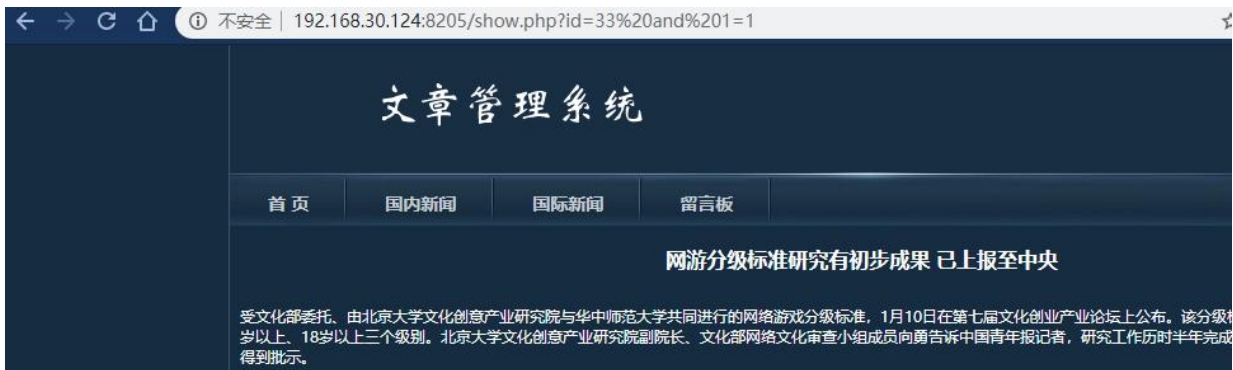 不安全 | 192.168.30.124:8205/show.php?id=33%20and%201=1
文章管理系统
首页 国内新闻 国际新闻 留言板
网游分级标准研究有初步成果 已上报至中央
受文化部委托、由北京大学文化创意产业研究院与华中师范大学共同进行的网络游戏分级标准，1月10日在第七届文化创业产业论坛上公布。该分级
岁以上、18岁以上三个级别。北京大学文化创意产业研究院副院长、文化部网络文化审查小组成员向勇告诉中国青年报记者，研究工作历时半年完成
得到批示。